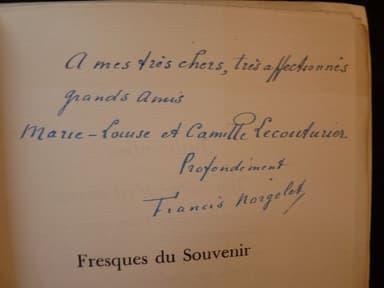 A mes très chers, très affectionnés
grands amis
Marie-Louise et Camille Lecouturier
Profondément
Francis Norgelet
Fresques du Souvenir